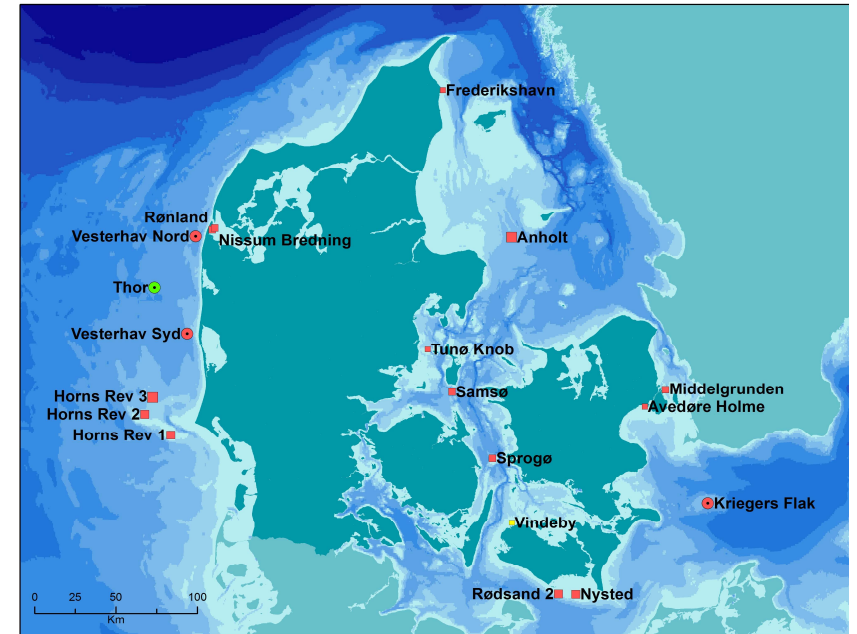 Frederikshavn
Rønland
Vesterhav Nord
Nissum Bredning
Anholt
Thor
Vesterhav Syd
Tunø Knob
Horns Rev 3
Samsø
Middelgrunden
Horns Rev 2
Avedøre Holme
Horns Rev 1
Sprogø
Kriegers Flak
Vindeby
Rødsand 2
Nysted
0 25 50 100
Km